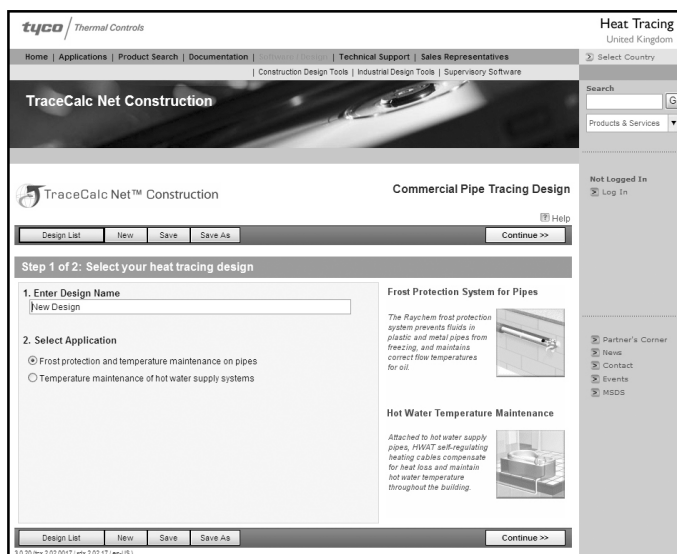 tyco / Thermal Controls
Heat Tracing
United Kingdom
Home | Applications | Product Search | Documentation | Software / Design | Technical Support | Sales Representatives
Select Country
| Construction Design Tools | Industrial Design Tools | Supervisory Software
Search
G
Products & Services
TraceCalc Net Construction
Not Logged In
Log In
TraceCalc Net™ Construction
Commercial Pipe Tracing Design
? Help
Design List New Save Save As Continue >>
Step 1 of 2: Select your heat tracing design
1. Enter Design Name
New Design
2. Select Application
Frost protection and temperature maintenance on pipes
Temperature maintenance of hot water supply systems
Frost Protection System for Pipes
The Raychem frost protection
system prevents fluids in
plastic and metal pipes from
freezing, and maintains
correct flow temperatures
for oil.
Hot Water Temperature Maintenance
Attached to hot water supply
pipes, HWAT self-regulating
heating cables compensate
for heat loss and maintain
hot water temperature
throughout the building.
Partner's Corner
News
Contact
Events
MSDS
Design List New Save Save As Continue >>